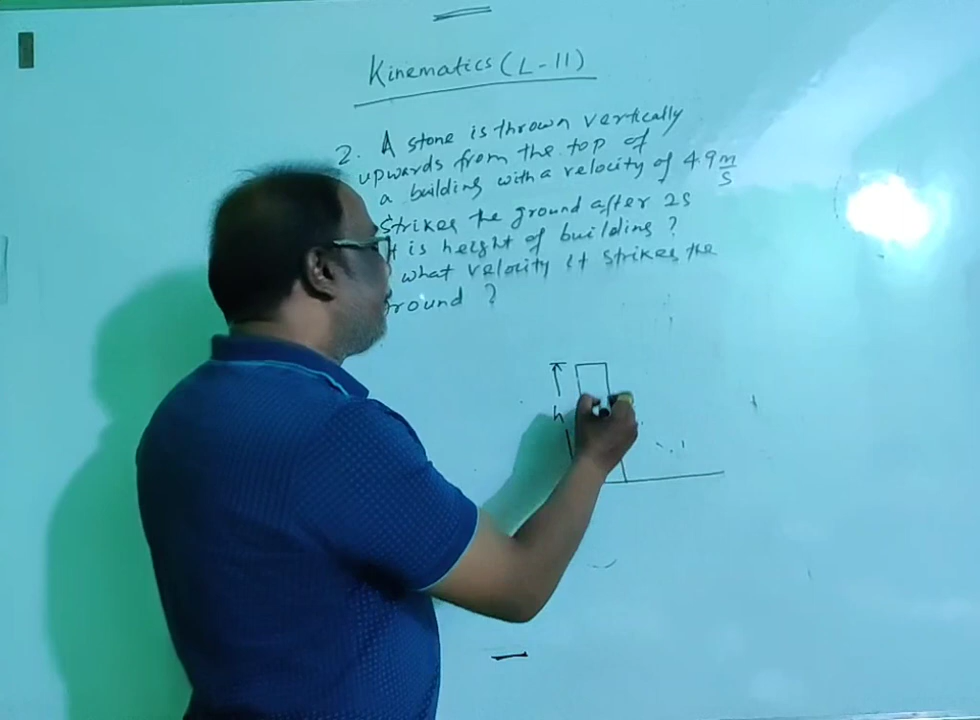 Kinematics (L-11)
2. A stone is thrown vertically
upwards from the top of
a building with a velocity of 4.9 m/s
strikes the ground after 2s
is height of building ?
what velocity it strikes the
round ?
h